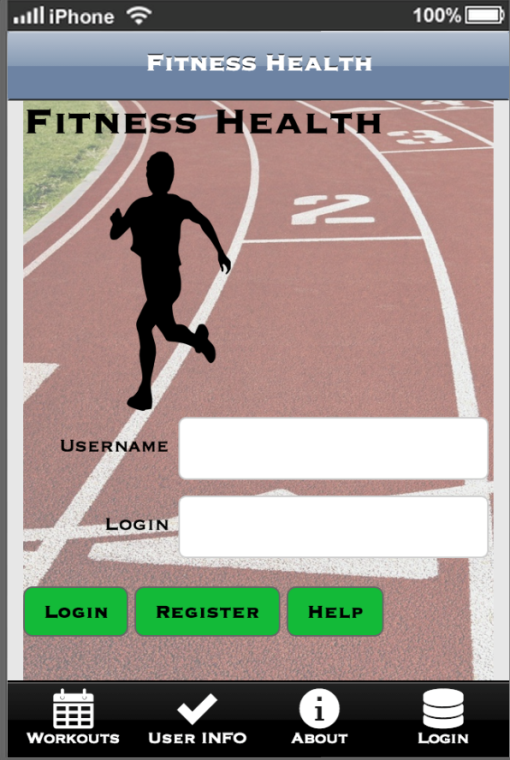 iPhone 100%
Fitness Health
Fitness Health
2
3
Username
Login
Login Register Help
Workouts User INFO About Login